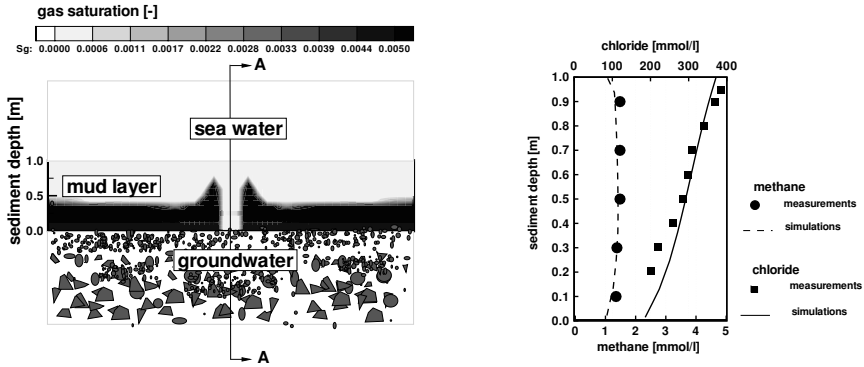 gas saturation [-]
Sg: 0.0000 0.0006 0.0011 0.0017 0.0022 0.0028 0.0033 0.0039 0.0044 0.0050
A
sea water
sediment depth [m]
1.0
0.5
0.0
mud layer
groundwater
A
chloride [mmol/l]
0 100 200 300 400
sediment depth [m]
1.0
0.9
0.8
0.7
0.6
0.5
0.4
0.3
0.2
0.1
0.0
0 1 2 3 4 5
methane [mmol/l]
methane
measurements
simulations
chloride
measurements
simulations